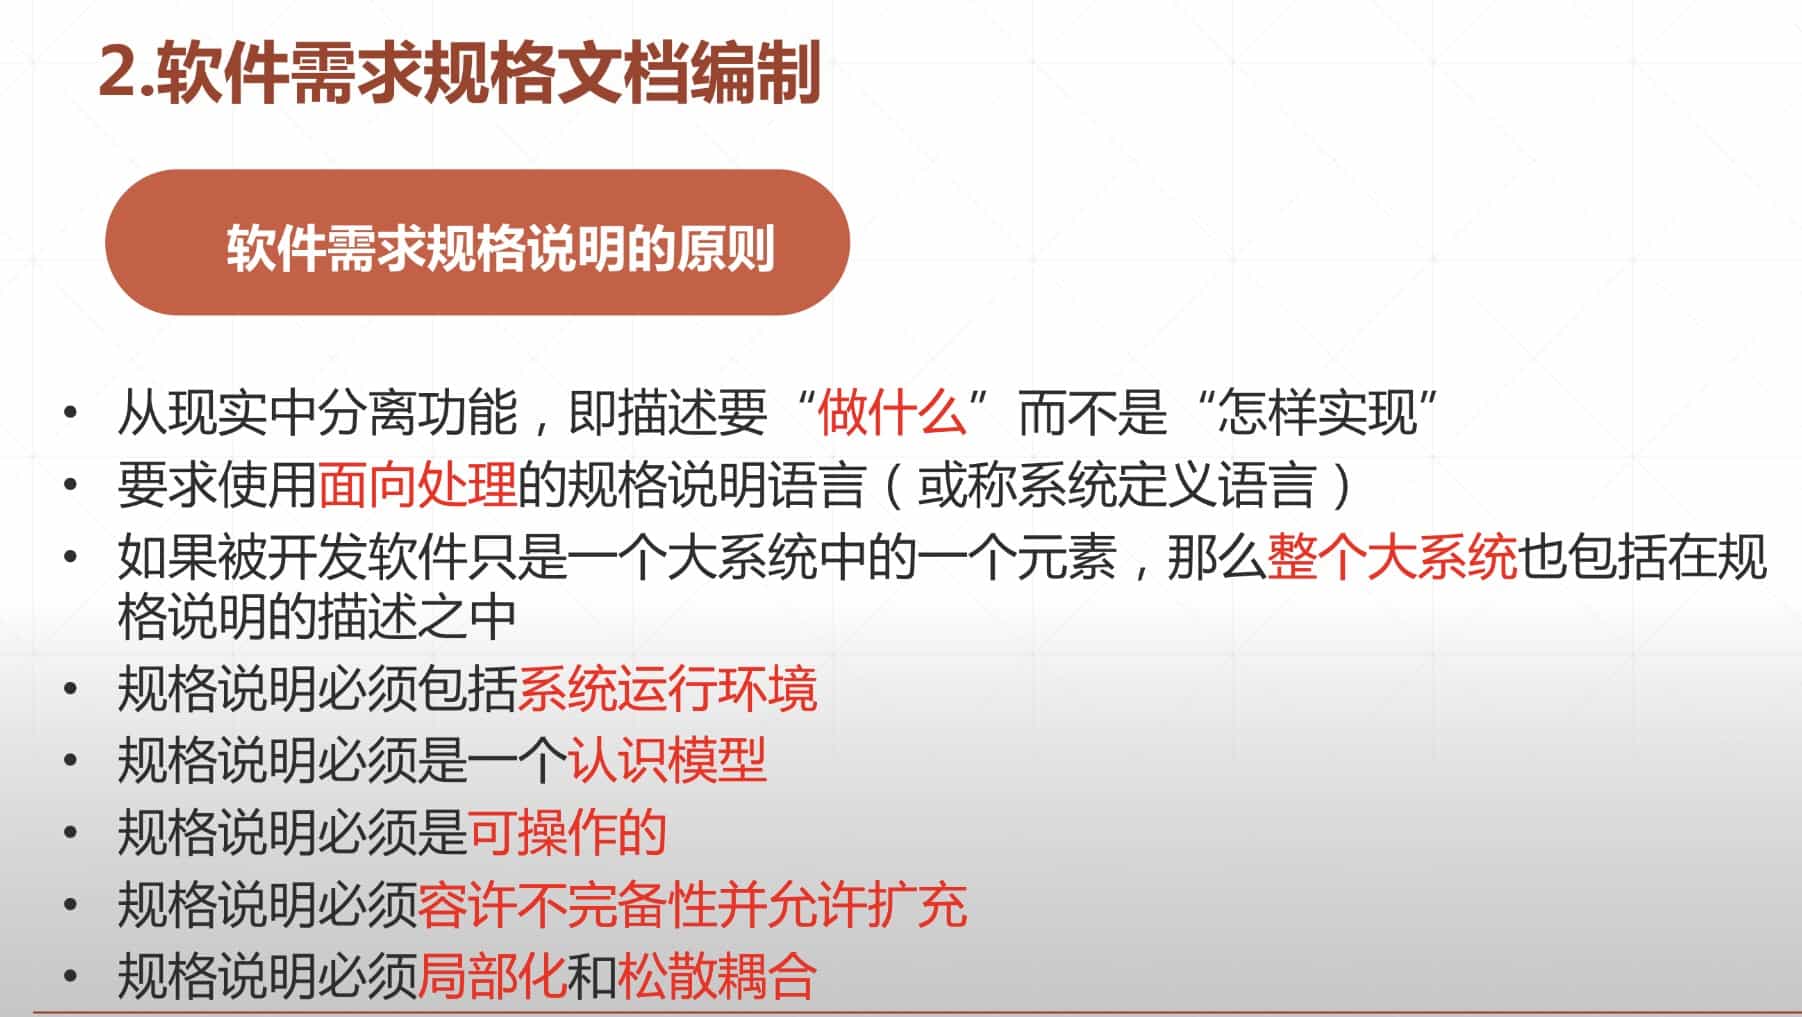 2.软件需求规格文档编制
软件需求规格说明的原则
• 从现实中分离功能，即描述要“做什么”而不是“怎样实现”
• 要求使用面向处理的规格说明语言（或称系统定义语言）
• 如果被开发软件只是一个大系统中的一个元素，那么整个大系统也包括在规
格说明的描述之中
• 规格说明必须包括系统运行环境
• 规格说明必须是一个认识模型
• 规格说明必须是可操作的
• 规格说明必须容许不完备性并允许扩充
• 规格说明必须局部化和松散耦合